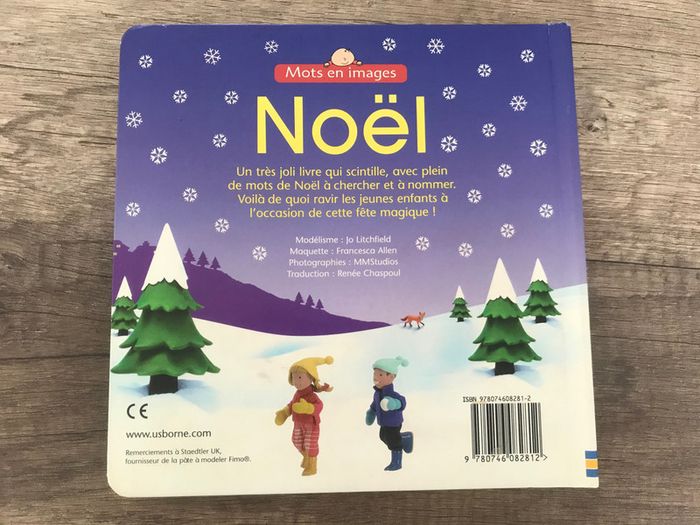 Mots en images
Noël
Un très joli livre qui scintille, avec plein
de mots de Noël à chercher et à nommer.
Voilà de quoi ravir les jeunes enfants à
l'occasion de cette fête magique !
Modélisme : Jo Litchfield
Maquette : Francesca Allen
Photographies : MMStudios
Traduction : Renée Chaspoul
CE
www.usborne.com
Remerciements à Staedtler UK,
fournisseur de la pâte à modeler Fimo®.
ISBN 978074608281-2
9 780746 082812 >